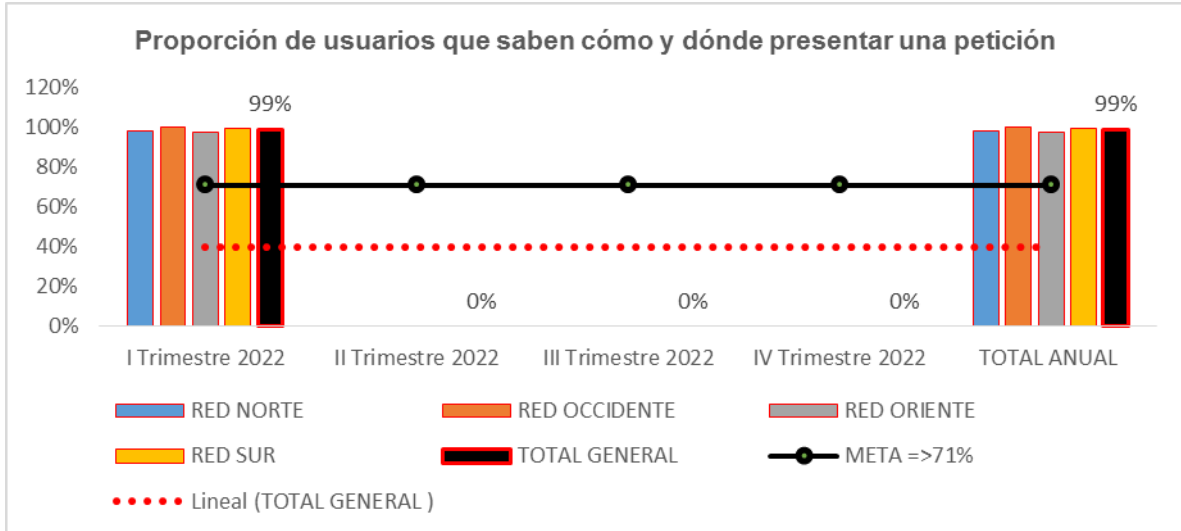 Proporción de usuarios que saben cómo y dónde presentar una petición
120%
100%
80%
60%
40%
20%
0%
99%
0%
0%
0%
99%
I Trimestre 2022
II Trimestre 2022
III Trimestre 2022
IV Trimestre 2022
TOTAL ANUAL
RED NORTE
RED OCCIDENTE
RED ORIENTE
RED SUR
TOTAL GENERAL
META =>71%
Lineal (TOTAL GENERAL )